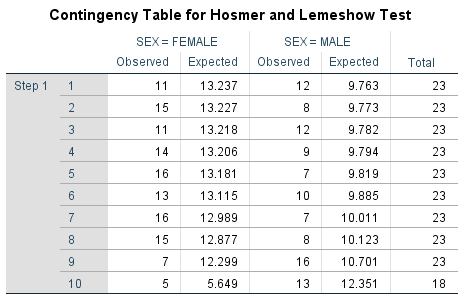 Contingency Table for Hosmer and Lemeshow Test
SEX = FEMALE SEX = MALE
Observed Expected Observed Expected Total
Step 1 1 11 13.237 12 9.763 23
2 15 13.227 8 9.773 23
3 11 13.218 12 9.782 23
4 14 13.206 9 9.794 23
5 16 13.181 7 9.819 23
6 13 13.115 10 9.885 23
7 16 12.989 7 10.011 23
8 15 12.877 8 10.123 23
9 7 12.299 16 10.701 23
10 5 5.649 13 12.351 18